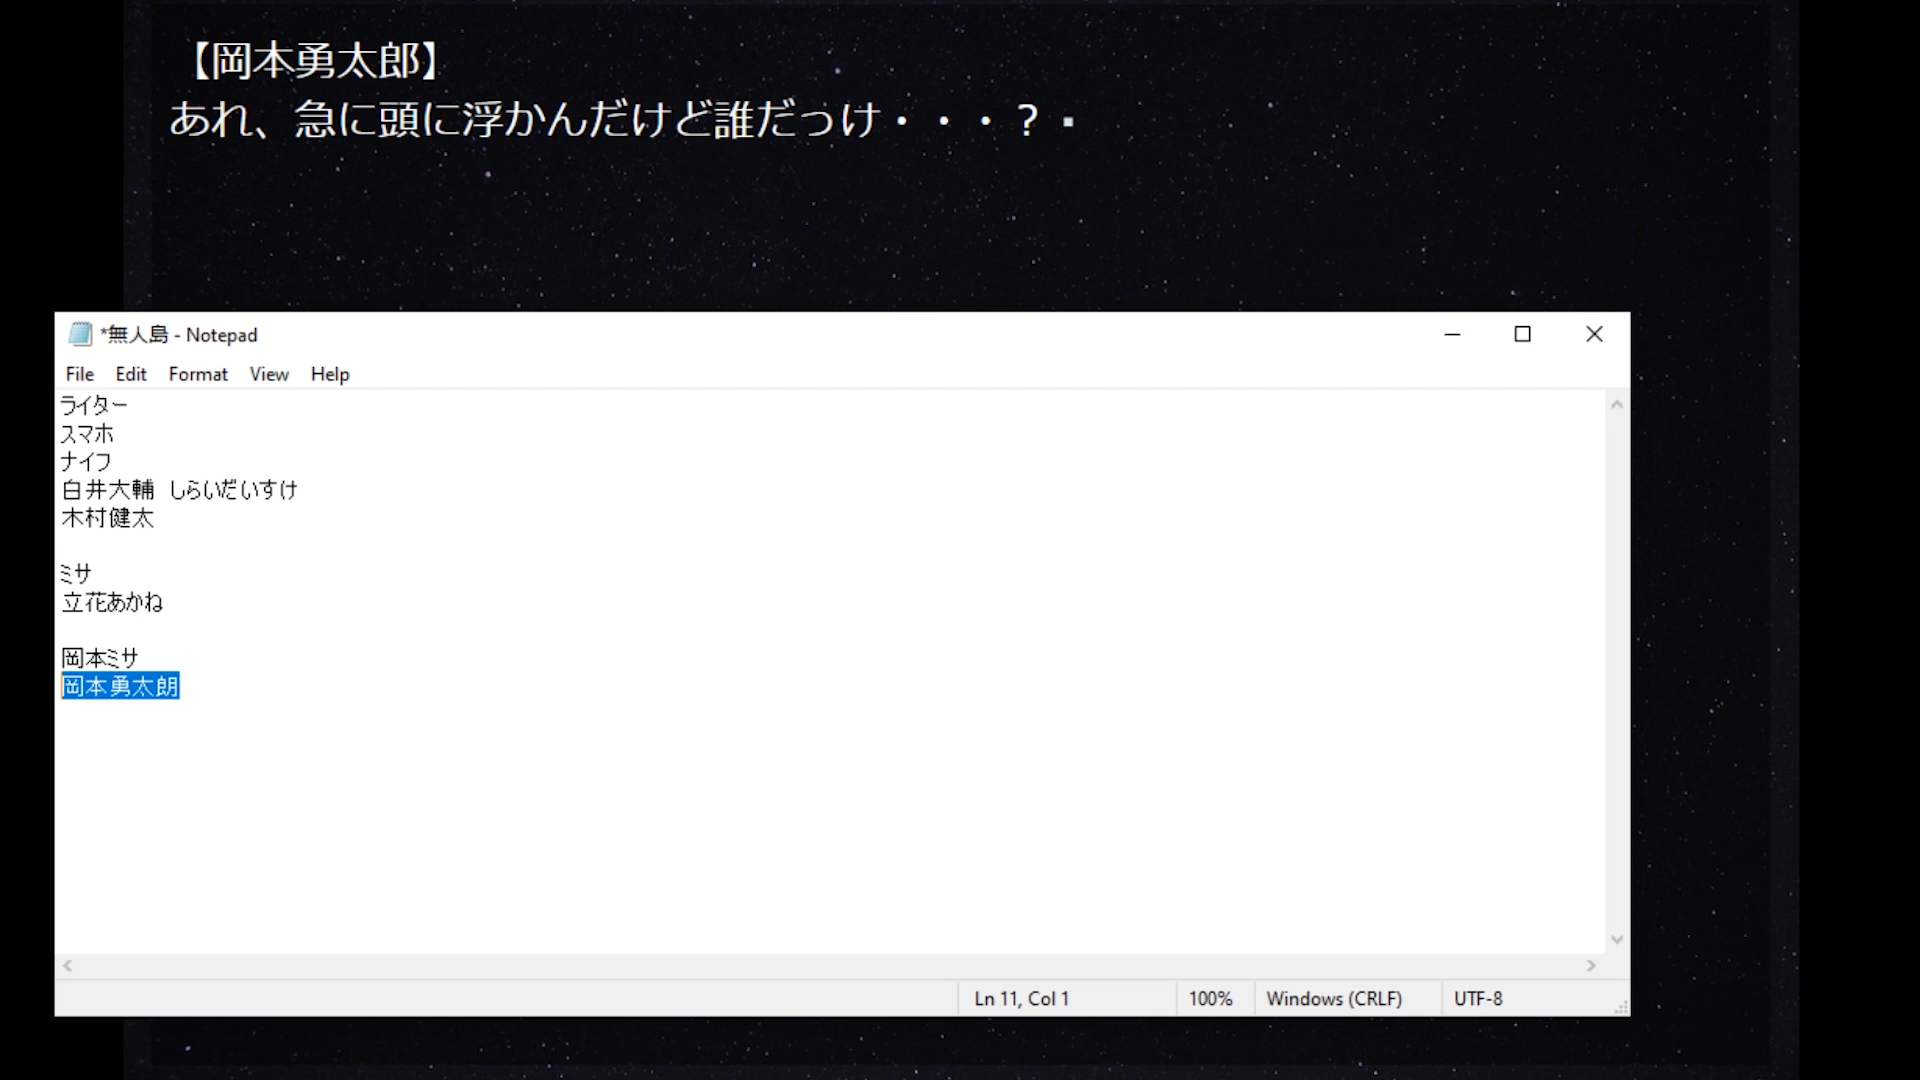 【岡本勇太郎】
あれ、急に頭に浮かんだけど誰だっけ・・・？
*無人島 - Notepad
File Edit Format View Help
ライター
スマホ
ナイフ
白井大輔　しらいだいすけ
木村健太
ミサ
立花あかね
岡本ミサ
岡本勇太朗
Ln 11, Col 1 100% Windows (CRLF) UTF-8